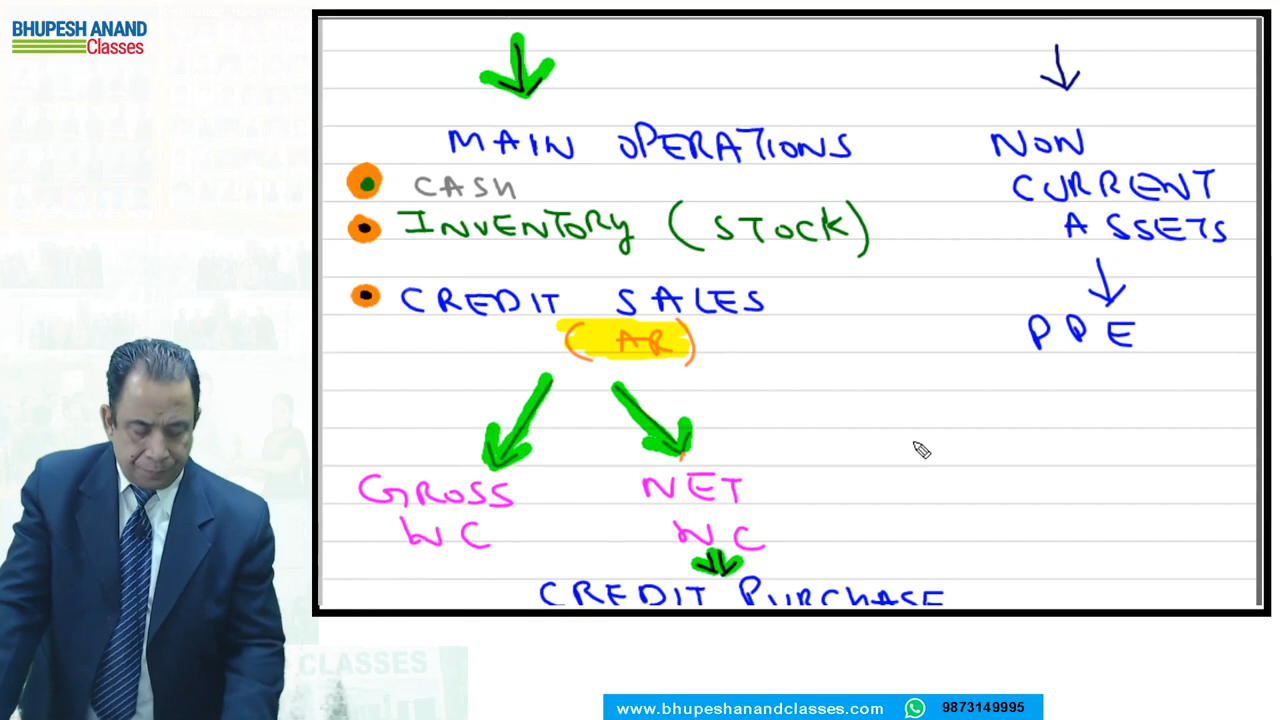 BHUPESH ANAND
Classes
MAIN OPERATIONS
CASH
INVENTORY (STOCK)
CREDIT SALES
(AR)
GROSS
WC
NET
WC
CREDIT PURCHASE
NON
CURRENT
ASSETS
PPE
CLASSES
www.bhupeshanandclasses.com
9873149995